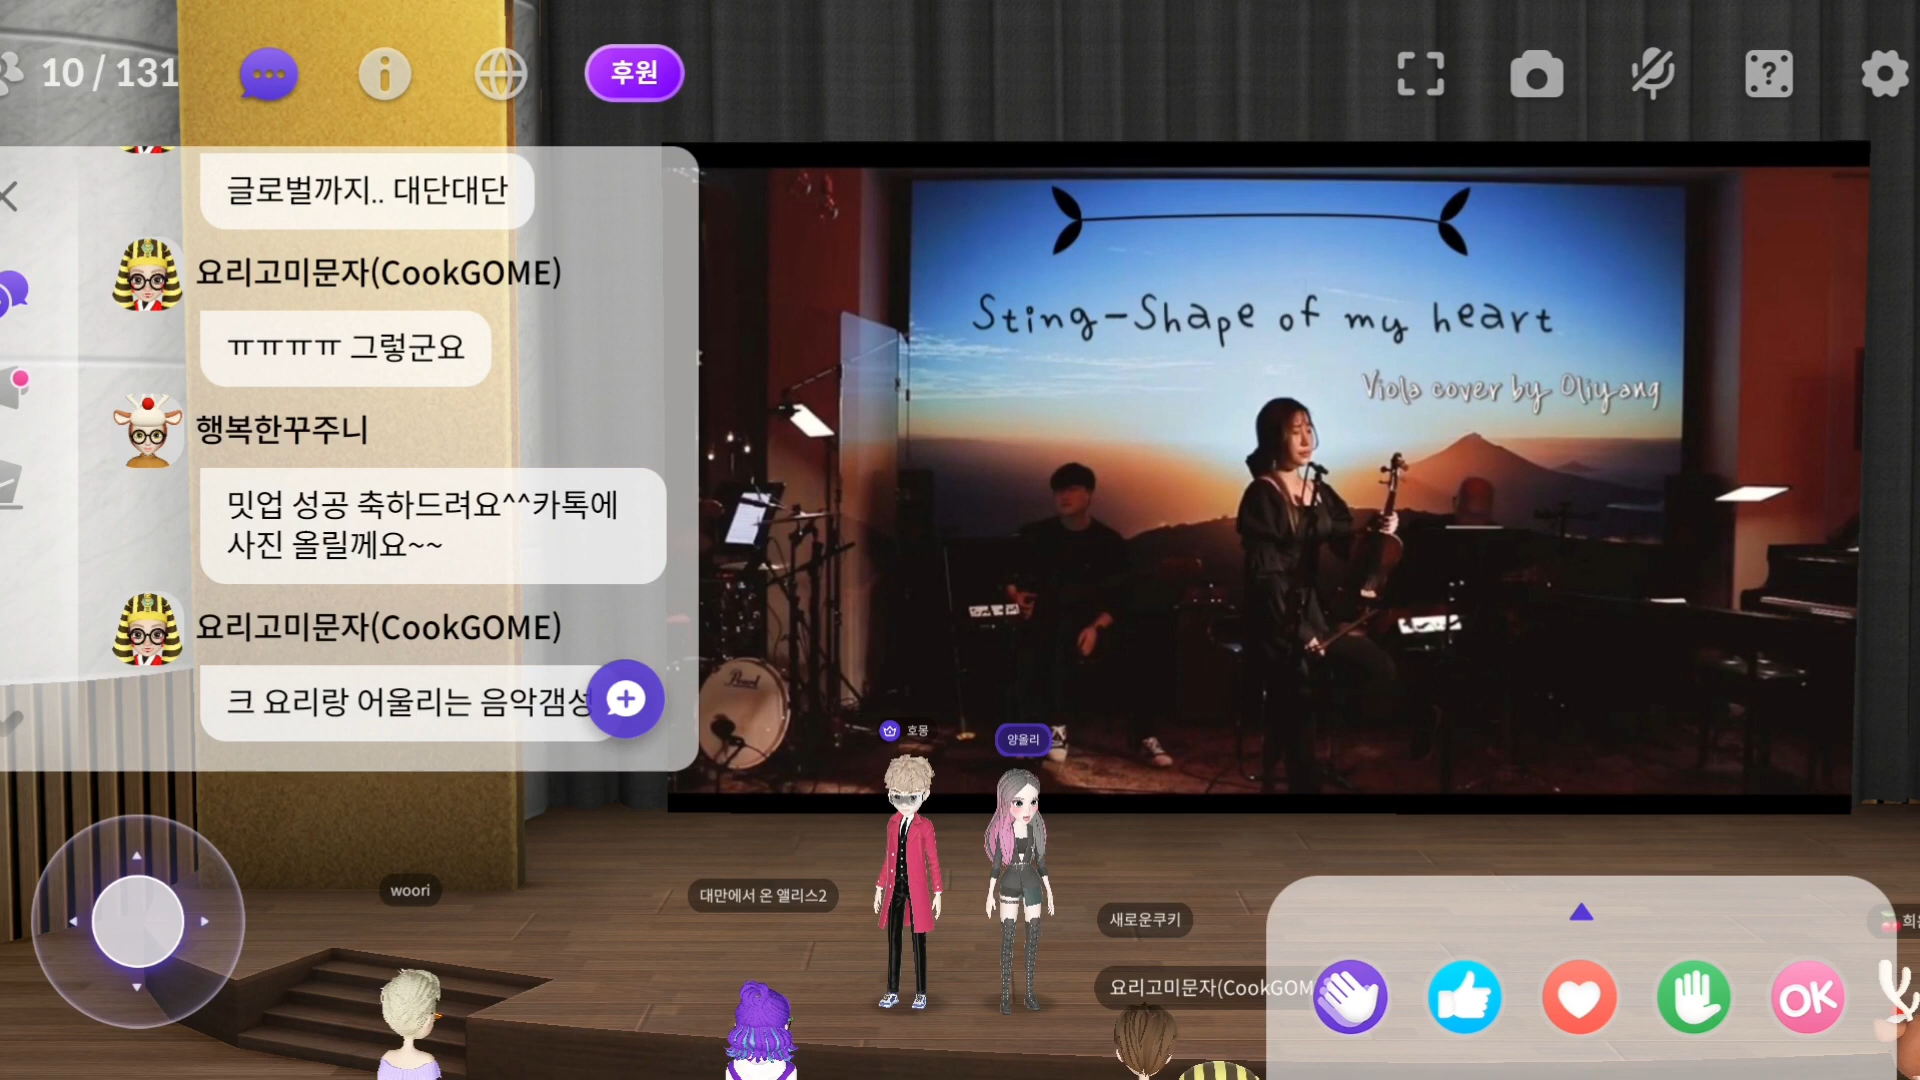 10 / 131
후원
글로벌까지.. 대단대단
요리고미문자(CookGOME)
ㅠㅠㅠㅠ 그렇군요
행복한꾸주니
밋업 성공 축하드려요^^카톡에
사진 올릴께요~~
요리고미문자(CookGOME)
크 요리랑 어울리는 음악갬성
Sting-Shape of my heart
Viola cover by Oliyang
Pearl
호몽
양올리
woori
대만에서 온 앨리스2
새로운쿠키
요리고미문자(CookGOM
희은
OK